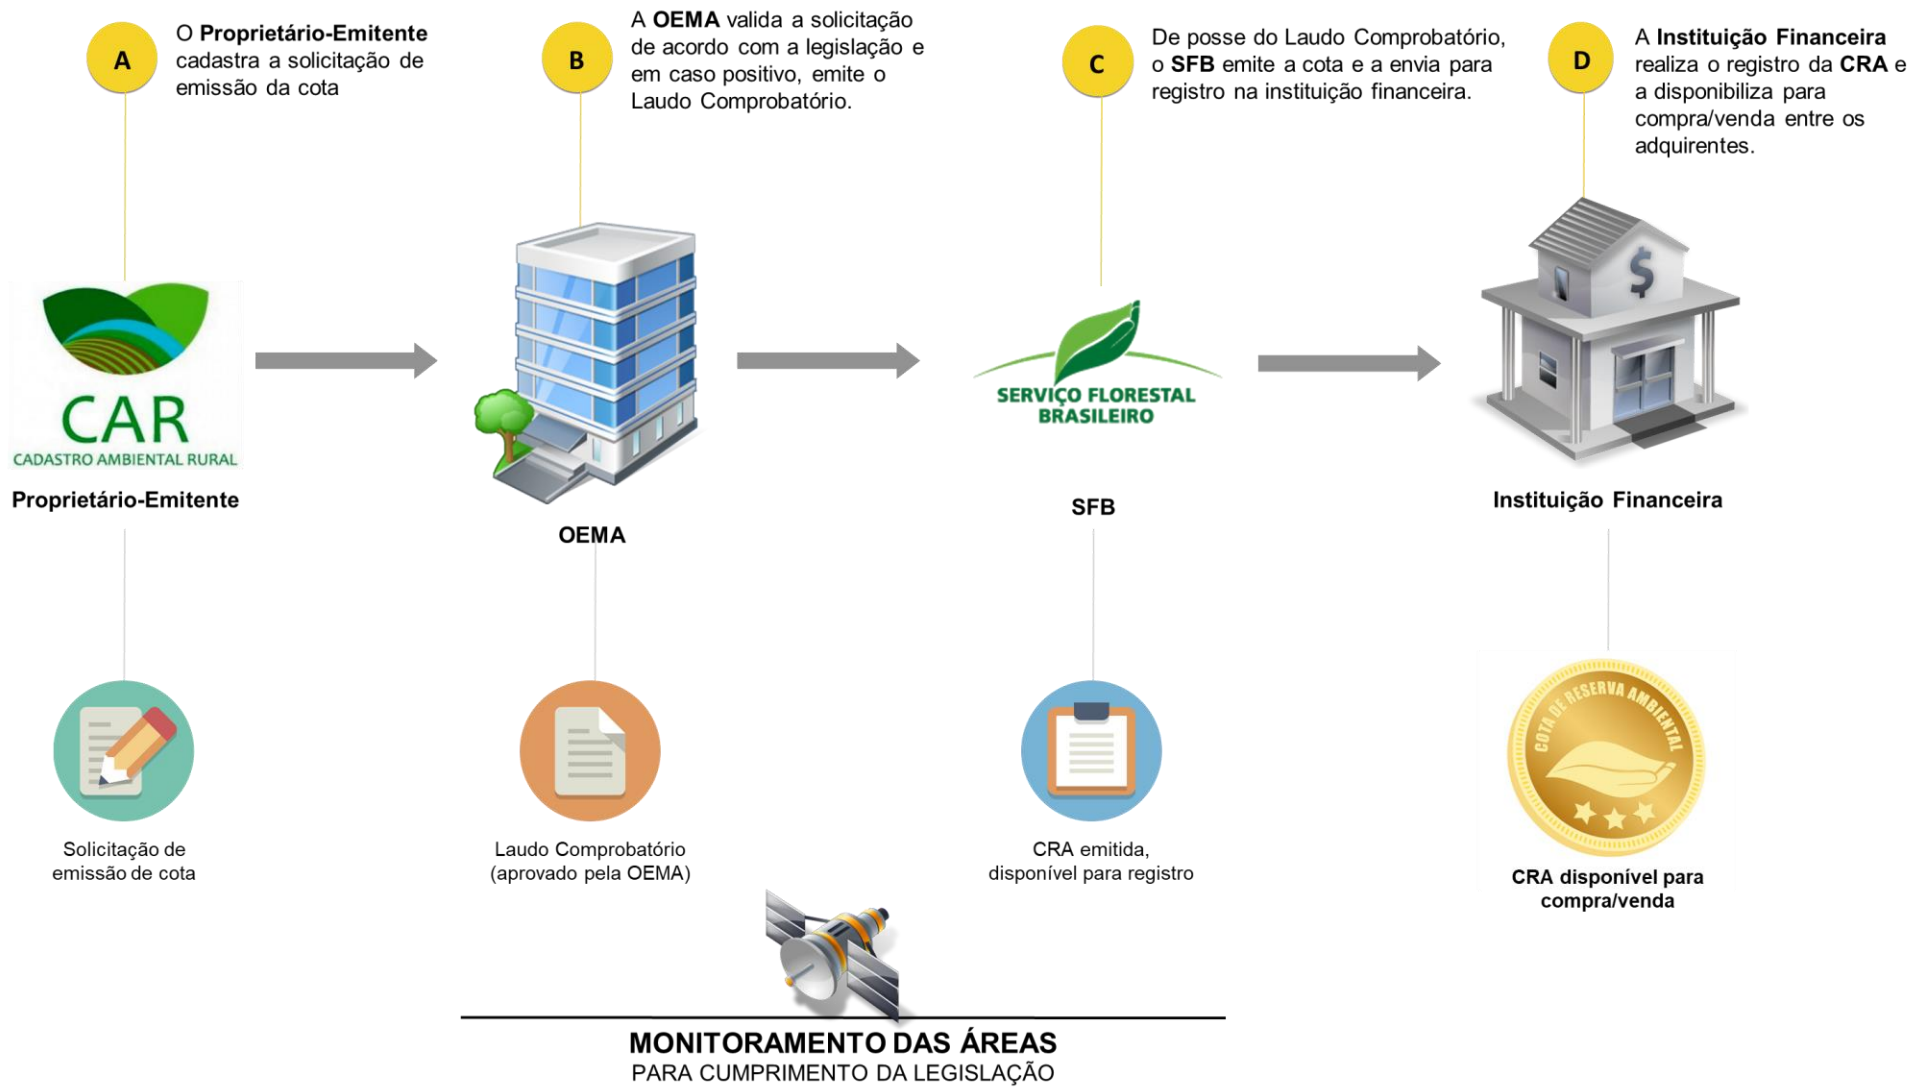 A
O Proprietário-Emitente
cadastra a solicitação de
emissão da cota
B
A OEMA valida a solicitação
de acordo com a legislação e
em caso positivo, emite o
Laudo Comprobatório.
C
De posse do Laudo Comprobatório,
o SFB emite a cota e a envia para
registro na instituição financeira.
D
A Instituição Financeira
realiza o registro da CRA e
a disponibiliza para
compra/venda entre os
adquirentes.
CAR
CADASTRO AMBIENTAL RURAL
Proprietário-Emitente
OEMA
SERVIÇO FLORESTAL
BRASILEIRO
SFB
$
Instituição Financeira
Solicitação de
emissão de cota
Laudo Comprobatório
(aprovado pela OEMA)
CRA emitida,
disponível para registro
COTA DE RESERVA AMBIENTAL
CRA disponível para
compra/venda
MONITORAMENTO DAS ÁREAS
PARA CUMPRIMENTO DA LEGISLAÇÃO